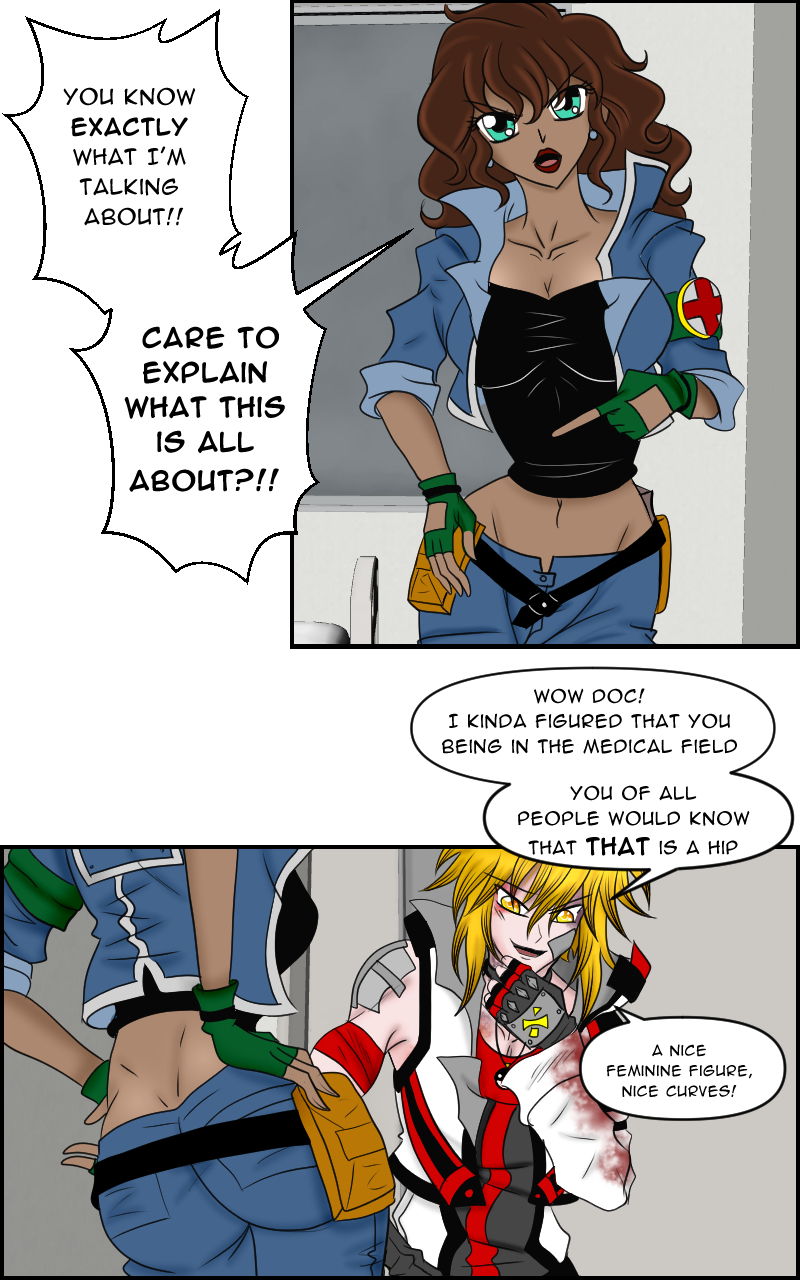 YOU KNOW
EXACTLY
WHAT I'M
TALKING
ABOUT!!
CARE TO
EXPLAIN
WHAT THIS
IS ALL
ABOUT?!!
WOW DOC!
I KINDA FIGURED THAT YOU
BEING IN THE MEDICAL FIELD
YOU OF ALL
PEOPLE WOULD KNOW
THAT THAT IS A HIP
A NICE
FEMININE FIGURE,
NICE CURVES!